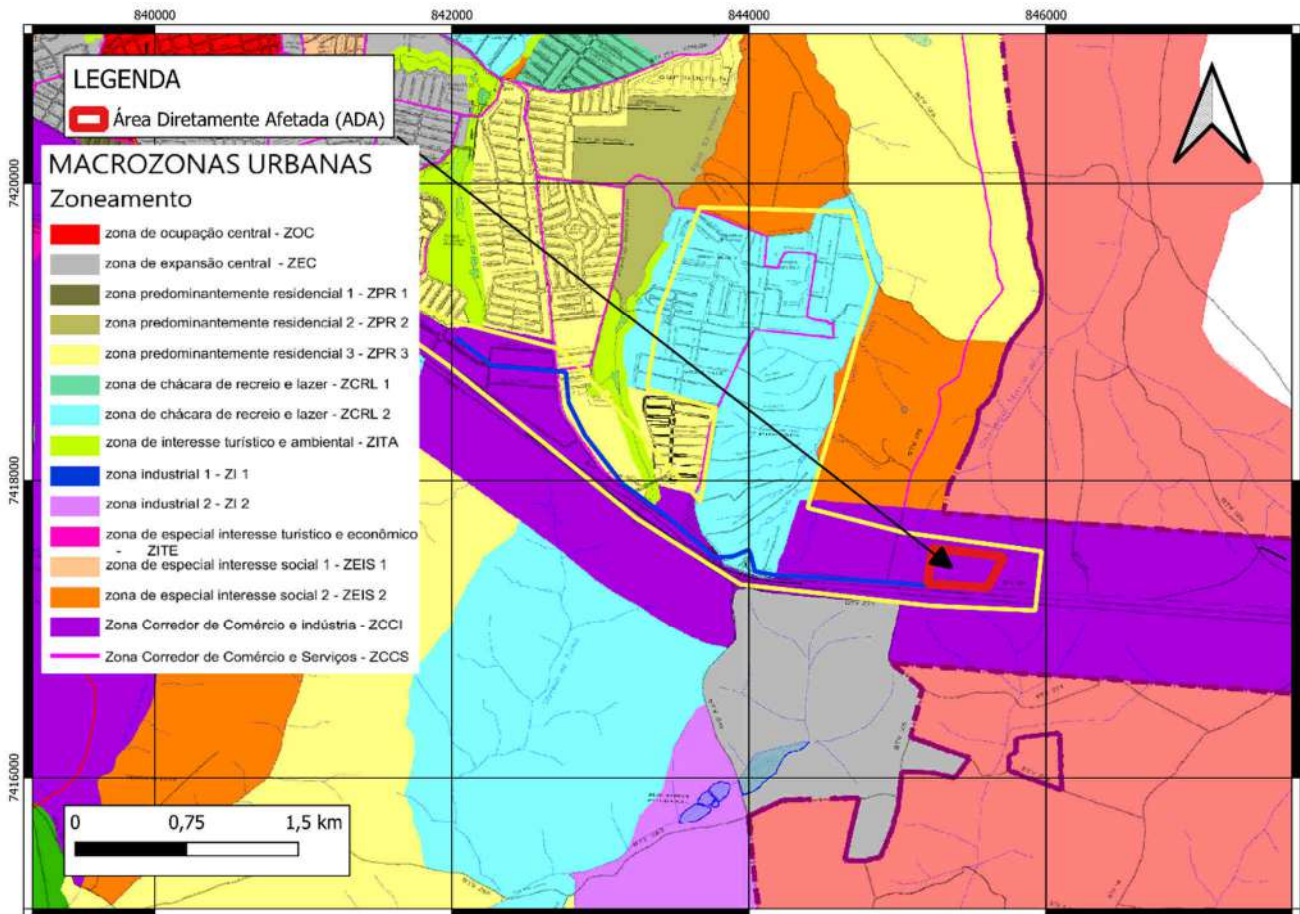 840000
842000
844000
846000
LEGENDA
Área Diretamente Afetada (ADA)
MACROZONAS URBANAS
Zoneamento
zona de ocupação central - ZOC
zona de expansão central - ZEC
zona predominantemente residencial 1 - ZPR 1
zona predominantemente residencial 2 - ZPR 2
zona predominantemente residencial 3 - ZPR 3
zona de chácara de recreio e lazer - ZCRL 1
zona de chácara de recreio e lazer - ZCRL 2
zona de interesse turístico e ambiental - ZITA
zona industrial 1 - ZI 1
zona industrial 2 - ZI 2
zona de especial interesse turístico e econômico
- ZITE
zona de especial interesse social 1 - ZEIS 1
zona de especial interesse social 2 - ZEIS 2
Zona Corredor de Comércio e indústria - ZCCI
Zona Corredor de Comércio e Serviços - ZCCS
7420000
7418000
7416000
0 0,75 1,5 km